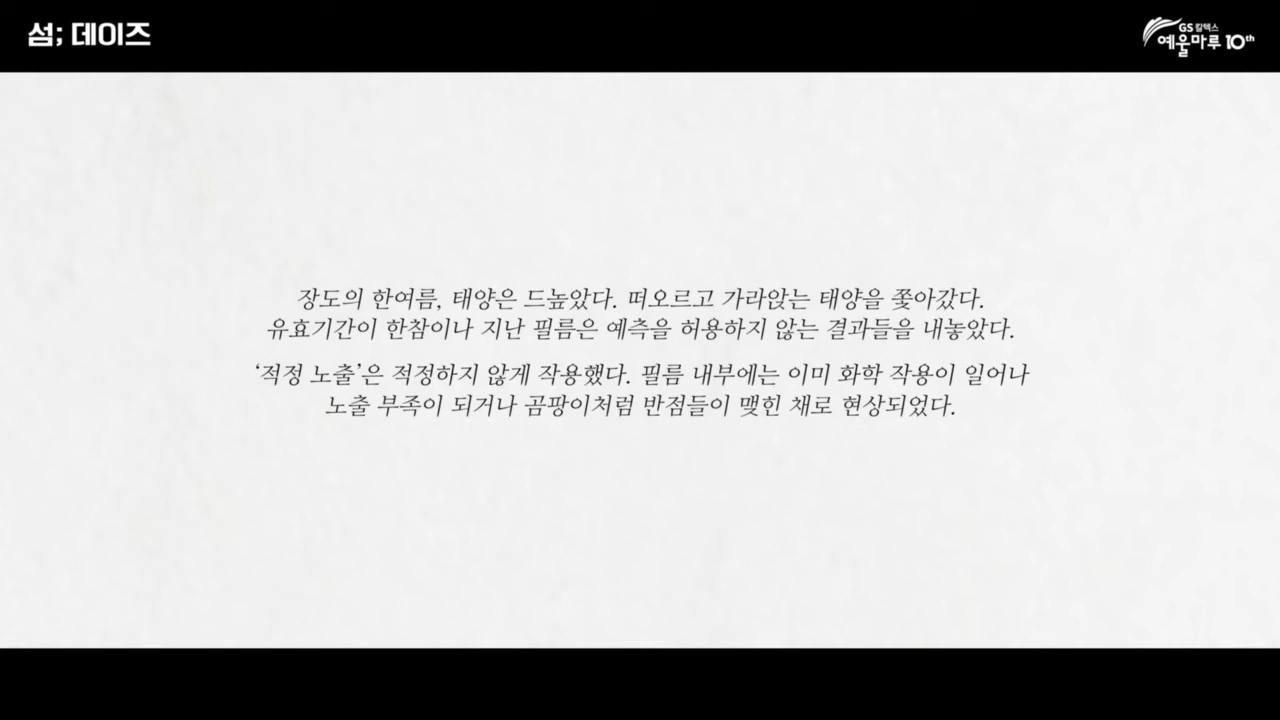 섬; 데이즈
GS 칼텍스
예울마루 10th
장도의 한여름, 태양은 드높았다. 떠오르고 가라앉는 태양을 쫓아갔다.
유효기간이 한참이나 지난 필름은 예측을 허용하지 않는 결과들을 내놓았다.
‘적정 노출’은 적정하지 않게 작용했다. 필름 내부에는 이미 화학 작용이 일어나
노출 부족이 되거나 곰팡이처럼 반점들이 맺힌 채로 현상되었다.